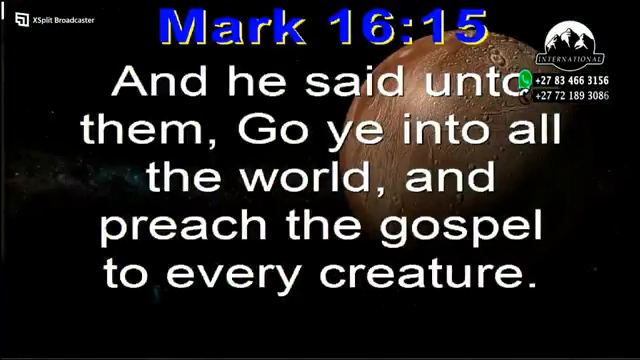 XSplit Broadcaster
Mark 16:15
And he said unto
them, Go ye into all
the world, and
preach the gospel
to every creature.
INTERNATIONAL
+27 83 466 3156
+27 72 189 3086